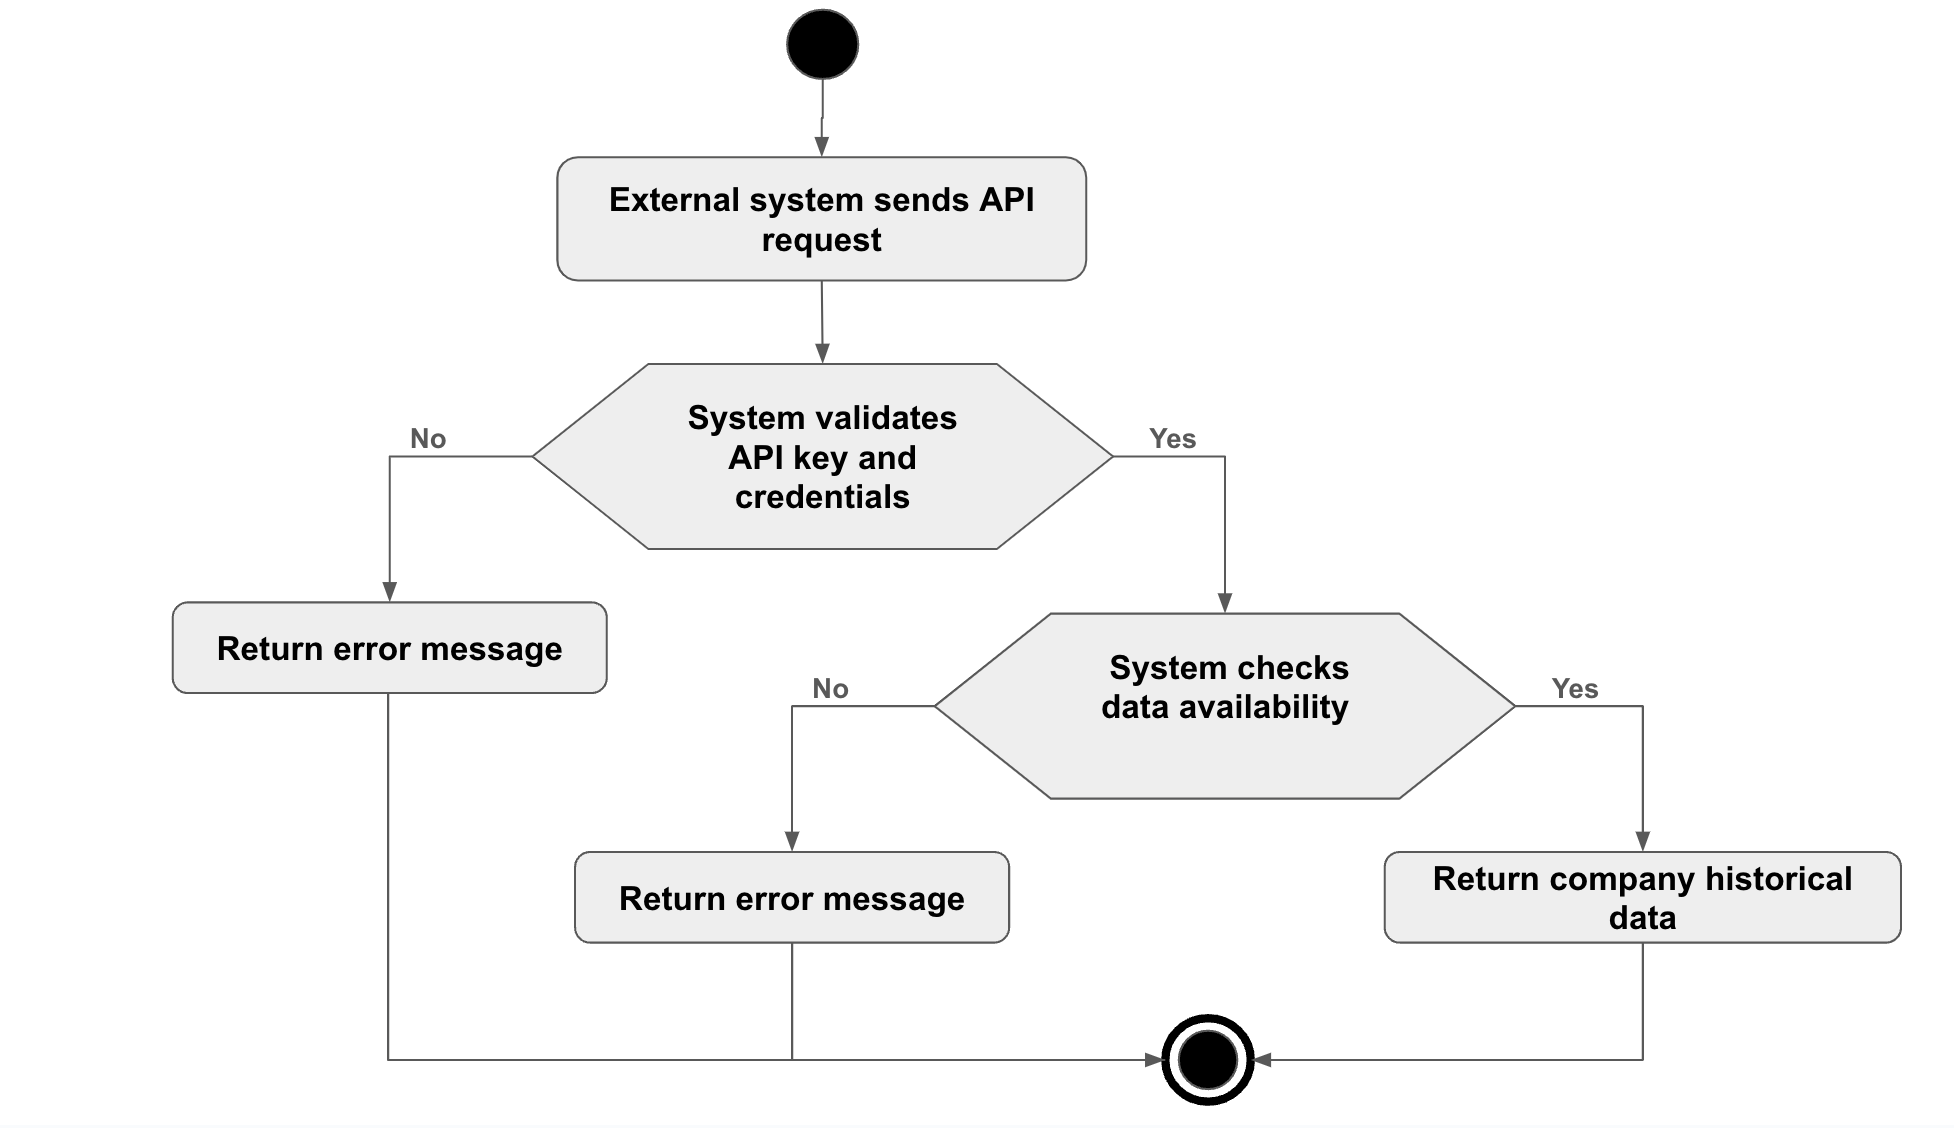 External system sends API
request
System validates
API key and
credentials
No
Yes
Return error message
System checks
data availability
No
Yes
Return error message
Return company historical
data